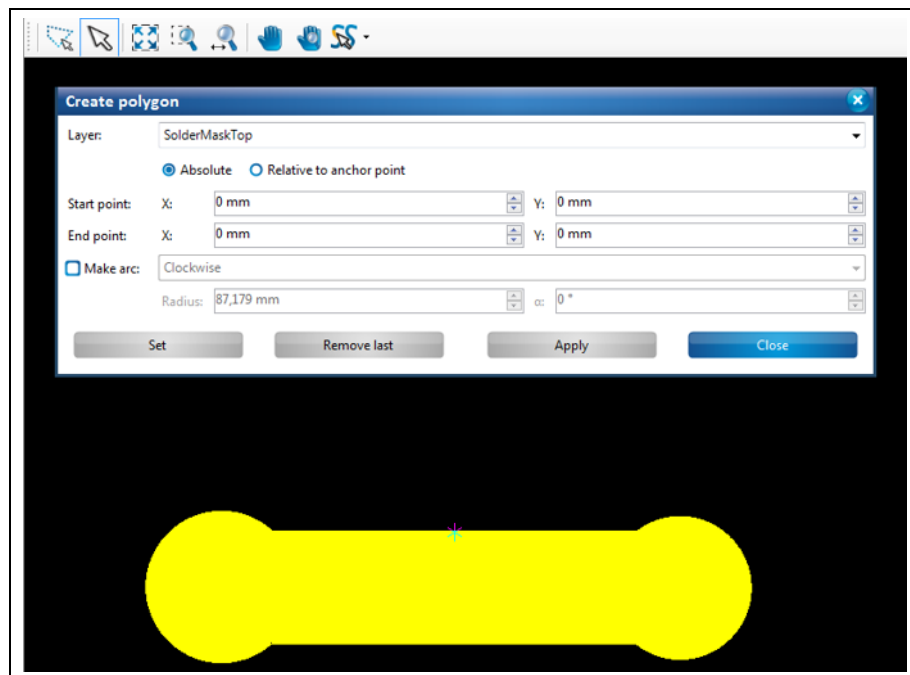 Create polygon
Layer: SolderMaskTop
Absolute Relative to anchor point
Start point: X: 0 mm Y: 0 mm
End point: X: 0 mm Y: 0 mm
Make arc: Clockwise
Radius: 87,179 mm α: 0 °
Set Remove last Apply Close